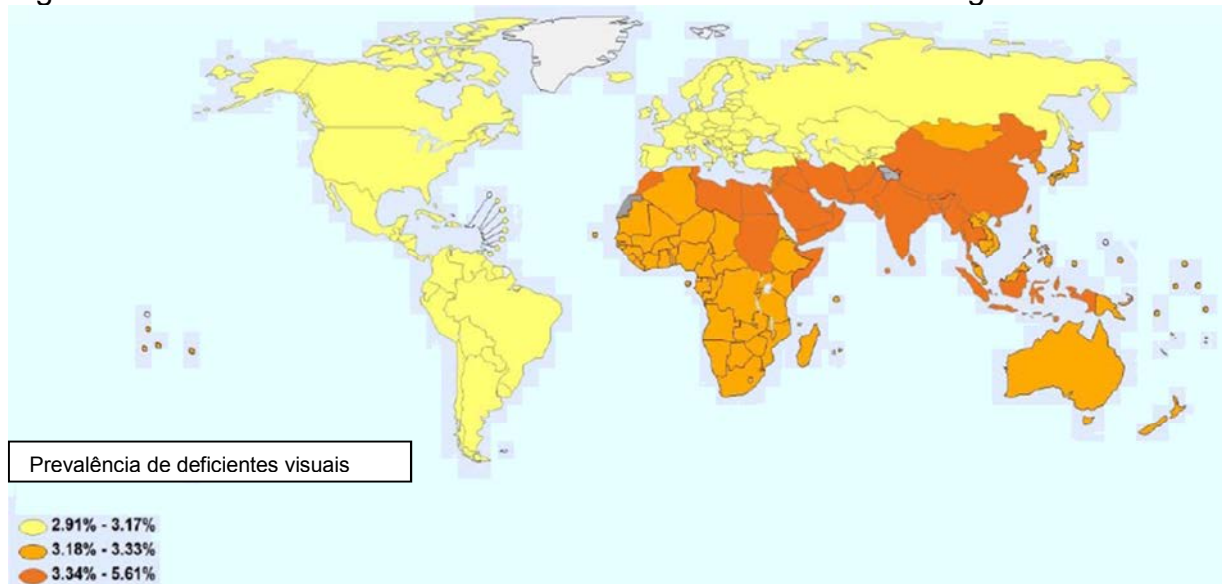 Prevalência de deficientes visuais
2.91% - 3.17%
3.18% - 3.33%
3.34% - 5.61%